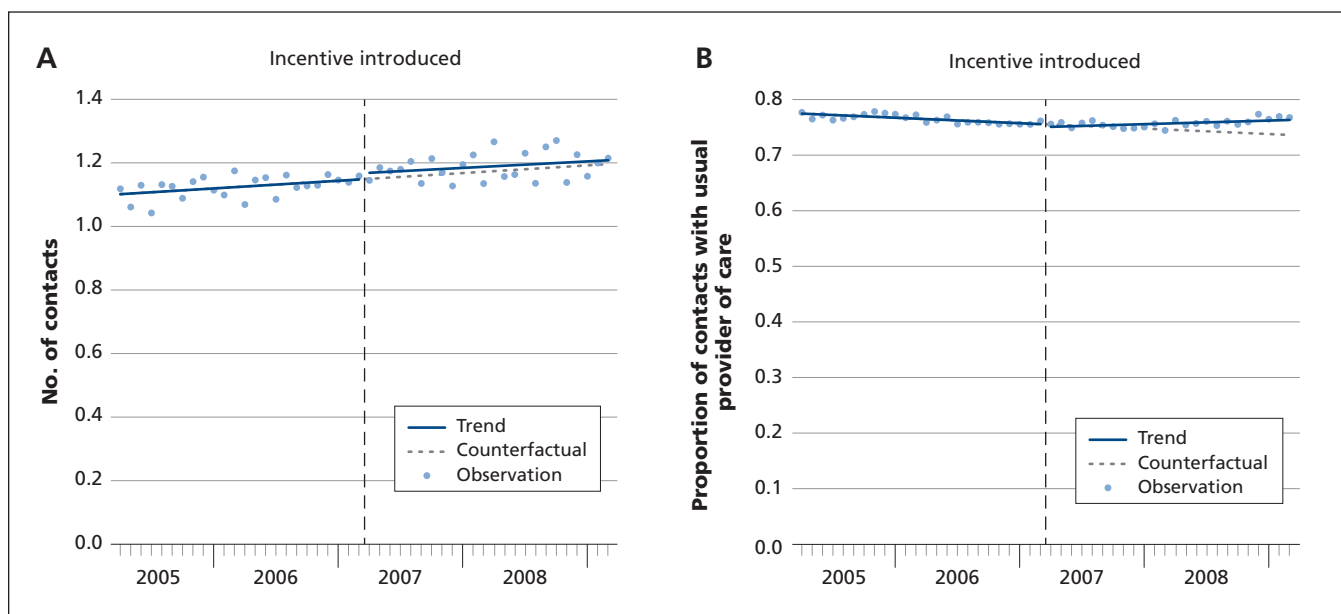 A
Incentive introduced
No. of contacts
1.4
1.2
1.0
0.8
0.6
0.4
0.2
0.0
Trend
Counterfactual
Observation
2005 2006 2007 2008
B
Incentive introduced
Proportion of contacts with usual
provider of care
0.8
0.7
0.6
0.5
0.4
0.3
0.2
0.1
0.0
Trend
Counterfactual
Observation
2005 2006 2007 2008